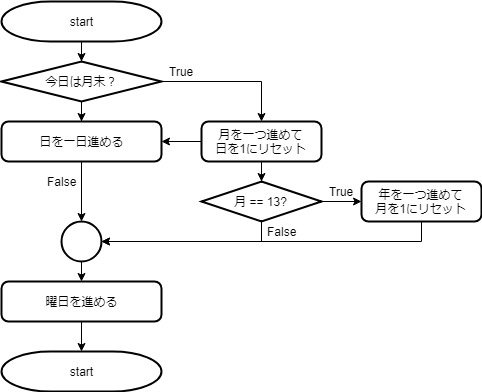 start
今日は月末？
True
日を一日進める
月を一つ進めて
日を1にリセット
False
月 == 13?
True
年を一つ進めて
月を1にリセット
False
曜日を進める
start